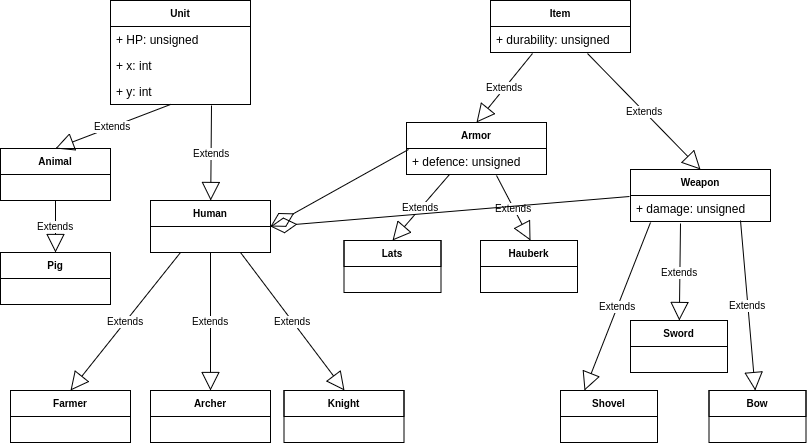 Unit
+ HP: unsigned
+ x: int
+ y: int
Item
+ durability: unsigned
Extends
Extends
Extends
Extends
Animal
Human
Armor
+ defence: unsigned
Weapon
+ damage: unsigned
Extends
Extends
Extends
Pig
Lats
Hauberk
Extends
Extends
Extends
Extends
Extends
Extends
Sword
Farmer
Archer
Knight
Shovel
Bow